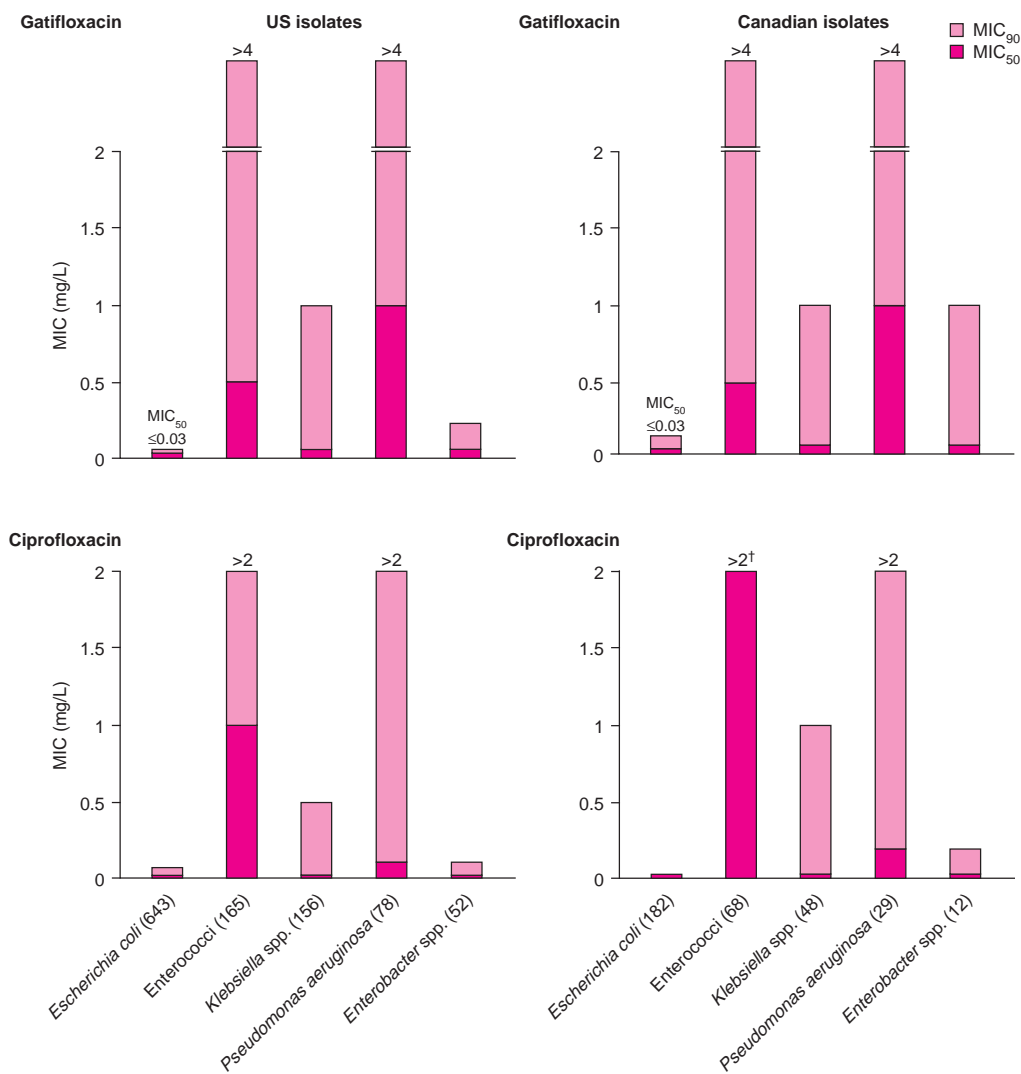 Gatifloxacin US isolates
Gatifloxacin Canadian isolates
MIC90
MIC50
>4 >4
2
1.5
1
0.5
0
MIC (mg/L)
MIC50
≤0.03
>4 >4
2
1.5
1
0.5
0
MIC50
≤0.03
Ciprofloxacin
>2 >2
2
1.5
1
0.5
0
MIC (mg/L)
Escherichia coli (643)
Enterococci (165)
Klebsiella spp. (156)
Pseudomonas aeruginosa (78)
Enterobacter spp. (52)
Ciprofloxacin
>2† >2
2
1.5
1
0.5
0
Escherichia coli (182)
Enterococci (68)
Klebsiella spp. (48)
Pseudomonas aeruginosa (29)
Enterobacter spp. (12)